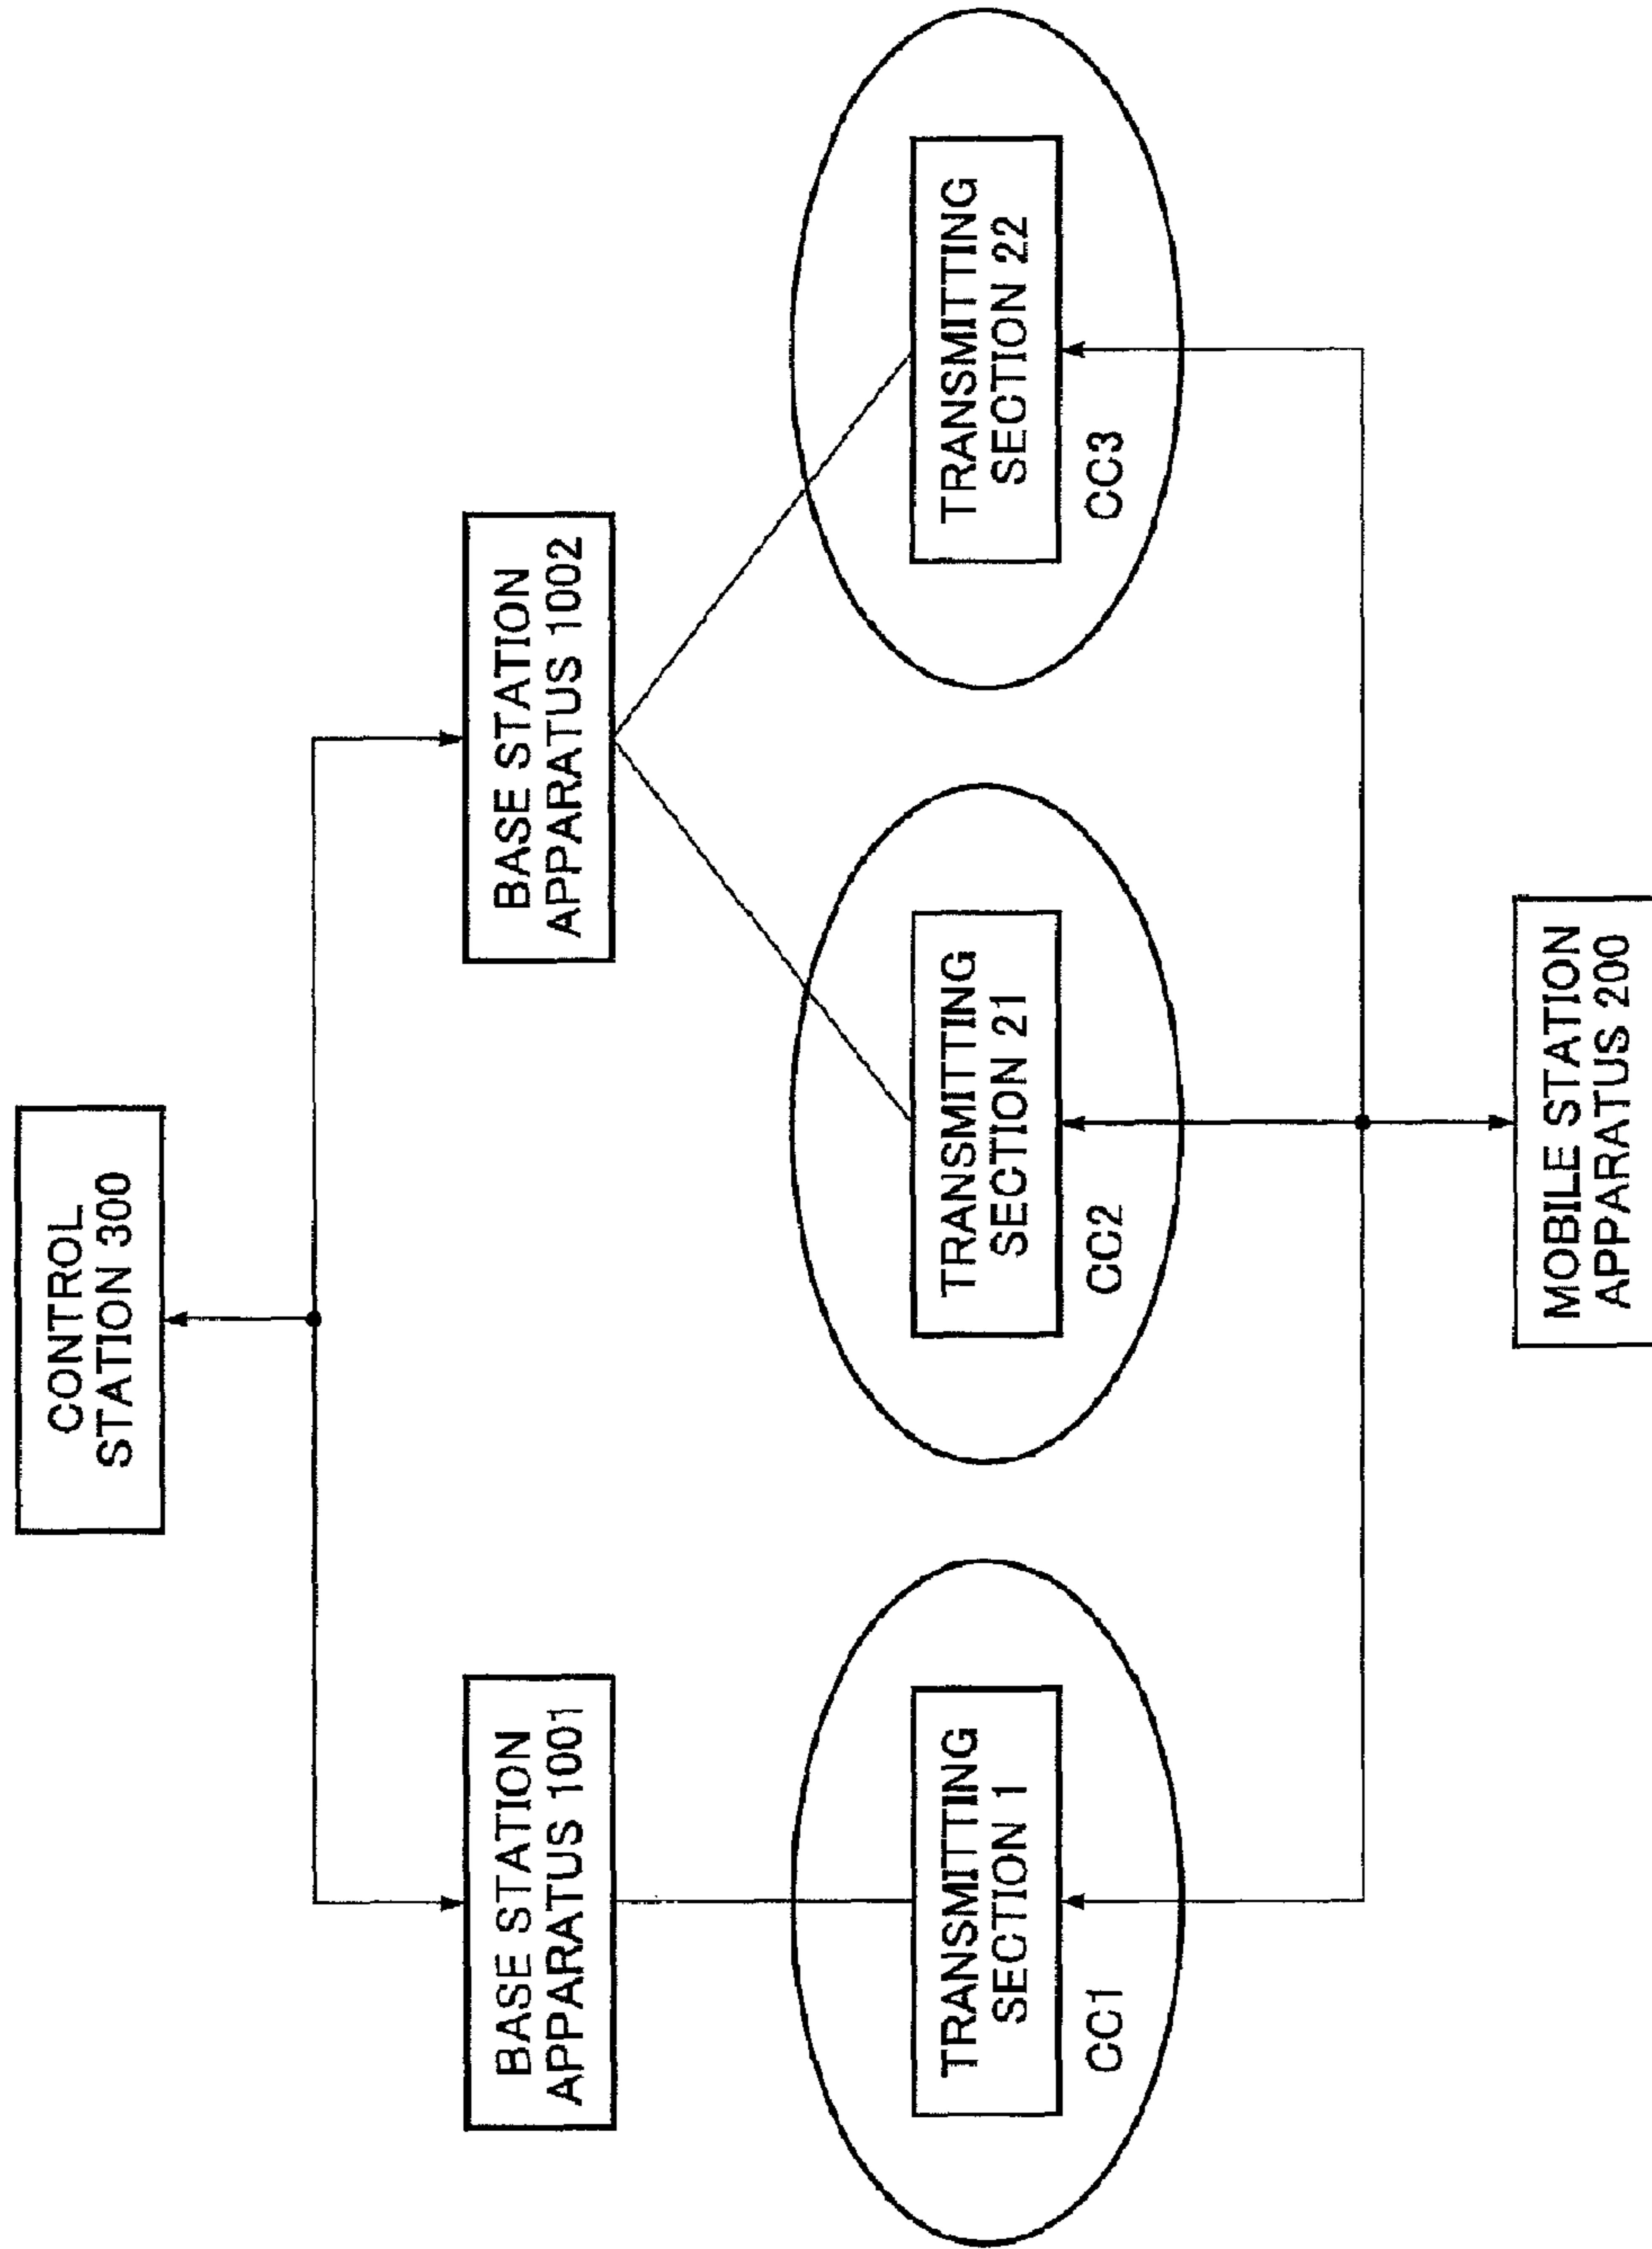 CONTROL
STATION 300
BASE STATION
APPARATUS 1001
BASE STATION
APPARATUS 1002
TRANSMITTING
SECTION 1
CC1
TRANSMITTING
SECTION 21
CC2
TRANSMITTING
SECTION 22
CC3
MOBILE STATION
APPARATUS 200